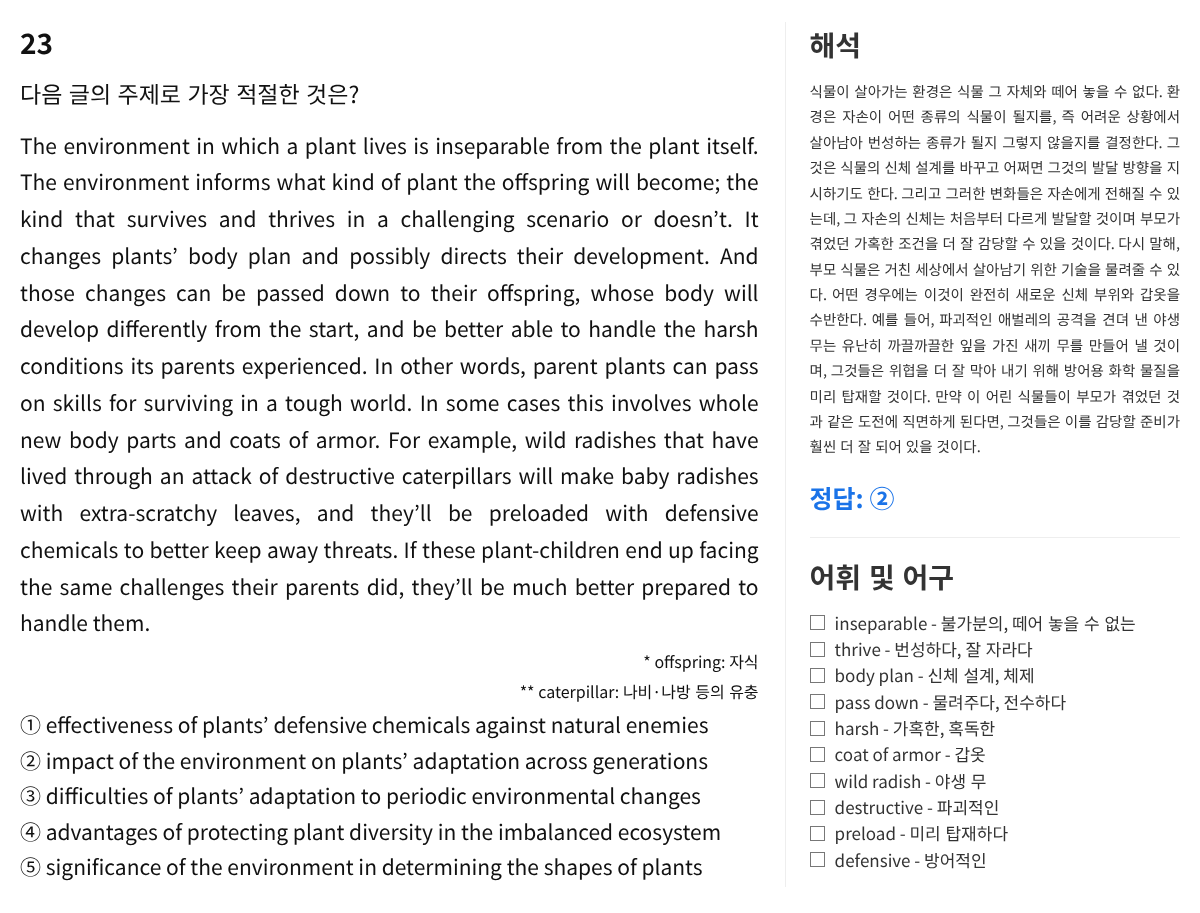 23
다음 글의 주제로 가장 적절한 것은?
The environment in which a plant lives is inseparable from the plant itself.
The environment informs what kind of plant the offspring will become; the
kind that survives and thrives in a challenging scenario or doesn’t. It
changes plants’ body plan and possibly directs their development. And
those changes can be passed down to their offspring, whose body will
develop differently from the start, and be better able to handle the harsh
conditions its parents experienced. In other words, parent plants can pass
on skills for surviving in a tough world. In some cases this involves whole
new body parts and coats of armor. For example, wild radishes that have
lived through an attack of destructive caterpillars will make baby radishes
with extra-scratchy leaves, and they’ll be preloaded with defensive
chemicals to better keep away threats. If these plant-children end up facing
the same challenges their parents did, they’ll be much better prepared to
handle them.
* offspring: 자식
** caterpillar: 나비·나방 등의 유충
① effectiveness of plants’ defensive chemicals against natural enemies
② impact of the environment on plants’ adaptation across generations
③ difficulties of plants’ adaptation to periodic environmental changes
④ advantages of protecting plant diversity in the imbalanced ecosystem
⑤ significance of the environment in determining the shapes of plants
해석
식물이 살아가는 환경은 식물 그 자체와 떼어 놓을 수 없다. 환
경은 자손이 어떤 종류의 식물이 될지를, 즉 어려운 상황에서
살아남아 번성하는 종류가 될지 그렇지 않을지를 결정한다. 그
것은 식물의 신체 설계를 바꾸고 어쩌면 그것의 발달 방향을 지
시하기도 한다. 그리고 그러한 변화들은 자손에게 전해질 수 있
는데, 그 자손의 신체는 처음부터 다르게 발달할 것이며 부모가
겪었던 가혹한 조건을 더 잘 감당할 수 있을 것이다. 다시 말해,
부모 식물은 거친 세상에서 살아남기 위한 기술을 물려줄 수 있
다. 어떤 경우에는 이것이 완전히 새로운 신체 부위와 갑옷을
수반한다. 예를 들어, 파괴적인 애벌레의 공격을 견뎌 낸 야생
무는 유난히 까끌까끌한 잎을 가진 새끼 무를 만들어 낼 것이
며, 그것들은 위협을 더 잘 막아 내기 위해 방어용 화학 물질을
미리 탑재할 것이다. 만약 이 어린 식물들이 부모가 겪었던 것
과 같은 도전에 직면하게 된다면, 그것들은 이를 감당할 준비가
훨씬 더 잘 되어 있을 것이다.
정답: ②
어휘 및 어구
inseparable - 불가분의, 떼어 놓을 수 없는
thrive - 번성하다, 잘 자라다
body plan - 신체 설계, 체제
pass down - 물려주다, 전수하다
harsh - 가혹한, 혹독한
coat of armor - 갑옷
wild radish - 야생 무
destructive - 파괴적인
preload - 미리 탑재하다
defensive - 방어적인